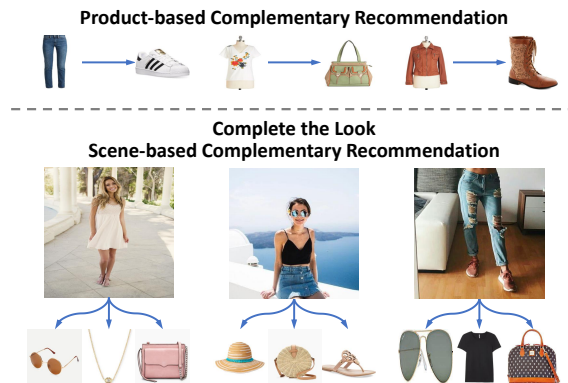 Product-based Complementary Recommendation
Complete the Look
Scene-based Complementary Recommendation